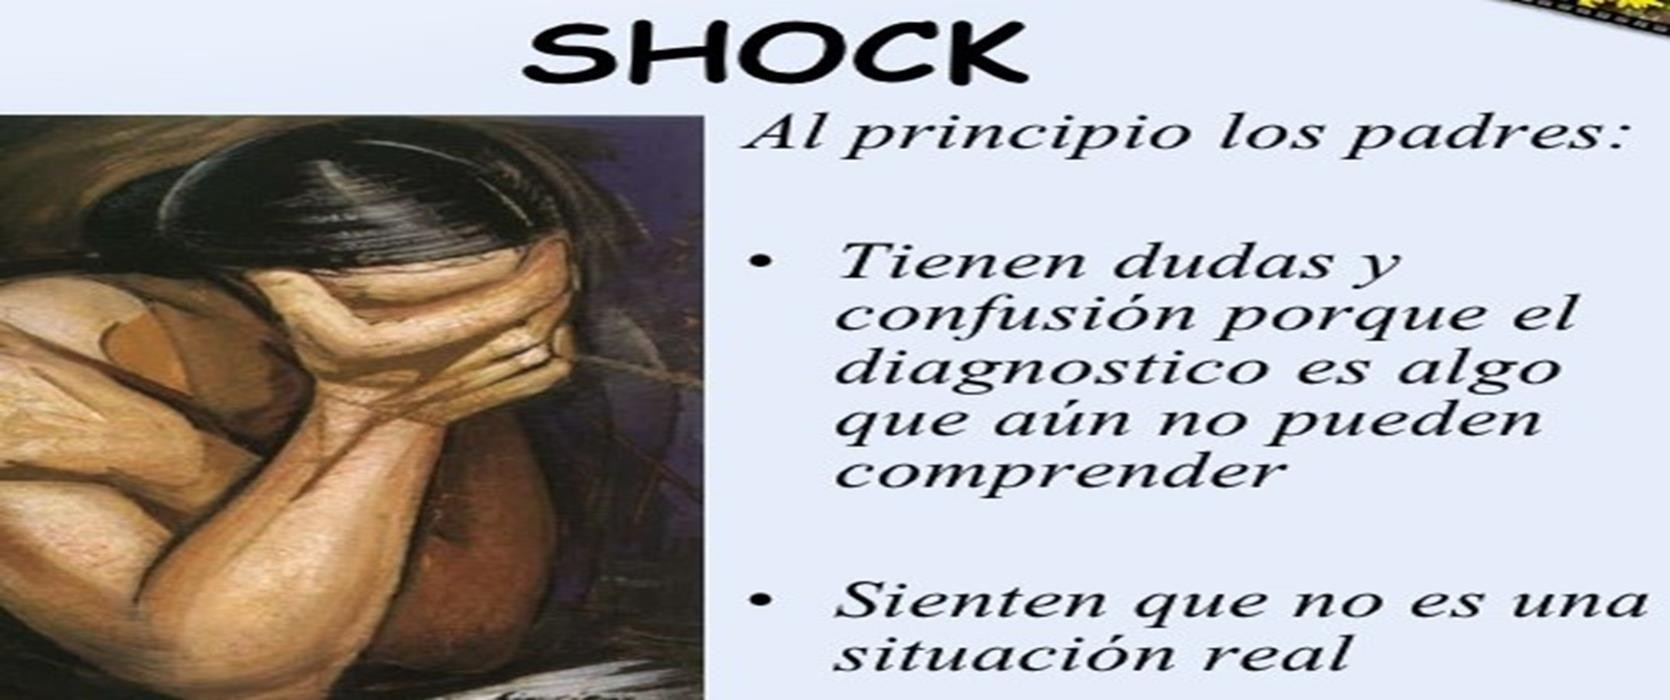 SHOCK
Al principio los padres:
• Tienen dudas y
confusión porque el
diagnostico es algo
que aún no pueden
comprender
• Sienten que no es una
situación real